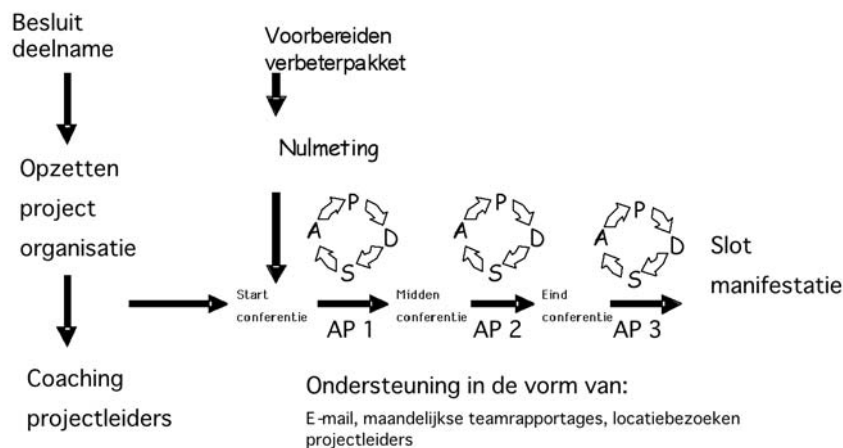 Besluit
deelname
Voorbereiden
verbeterpakket
Nulmeting
Opzetten
project
organisatie
P
A
D
S
P
A
D
S
P
A
D
S
Slot
manifestatie
Start
conferentie
Midden
conferentie
Eind
conferentie
AP 1
AP 2
AP 3
Coaching
projectleiders
Ondersteuning in de vorm van:
E-mail, maandelijkse teamrapportages, locatiebezoeken
projectleiders